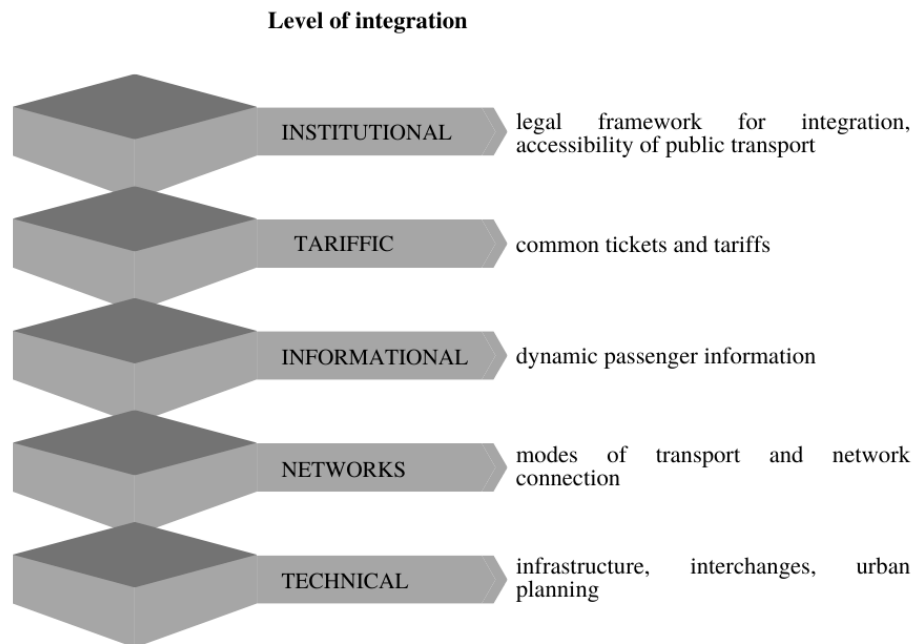 Level of integration
INSTITUTIONAL
legal framework for integration,
accessibility of public transport
TARIFFIC
common tickets and tariffs
INFORMATIONAL
dynamic passenger information
NETWORKS
modes of transport and network
connection
TECHNICAL
infrastructure, interchanges, urban
planning